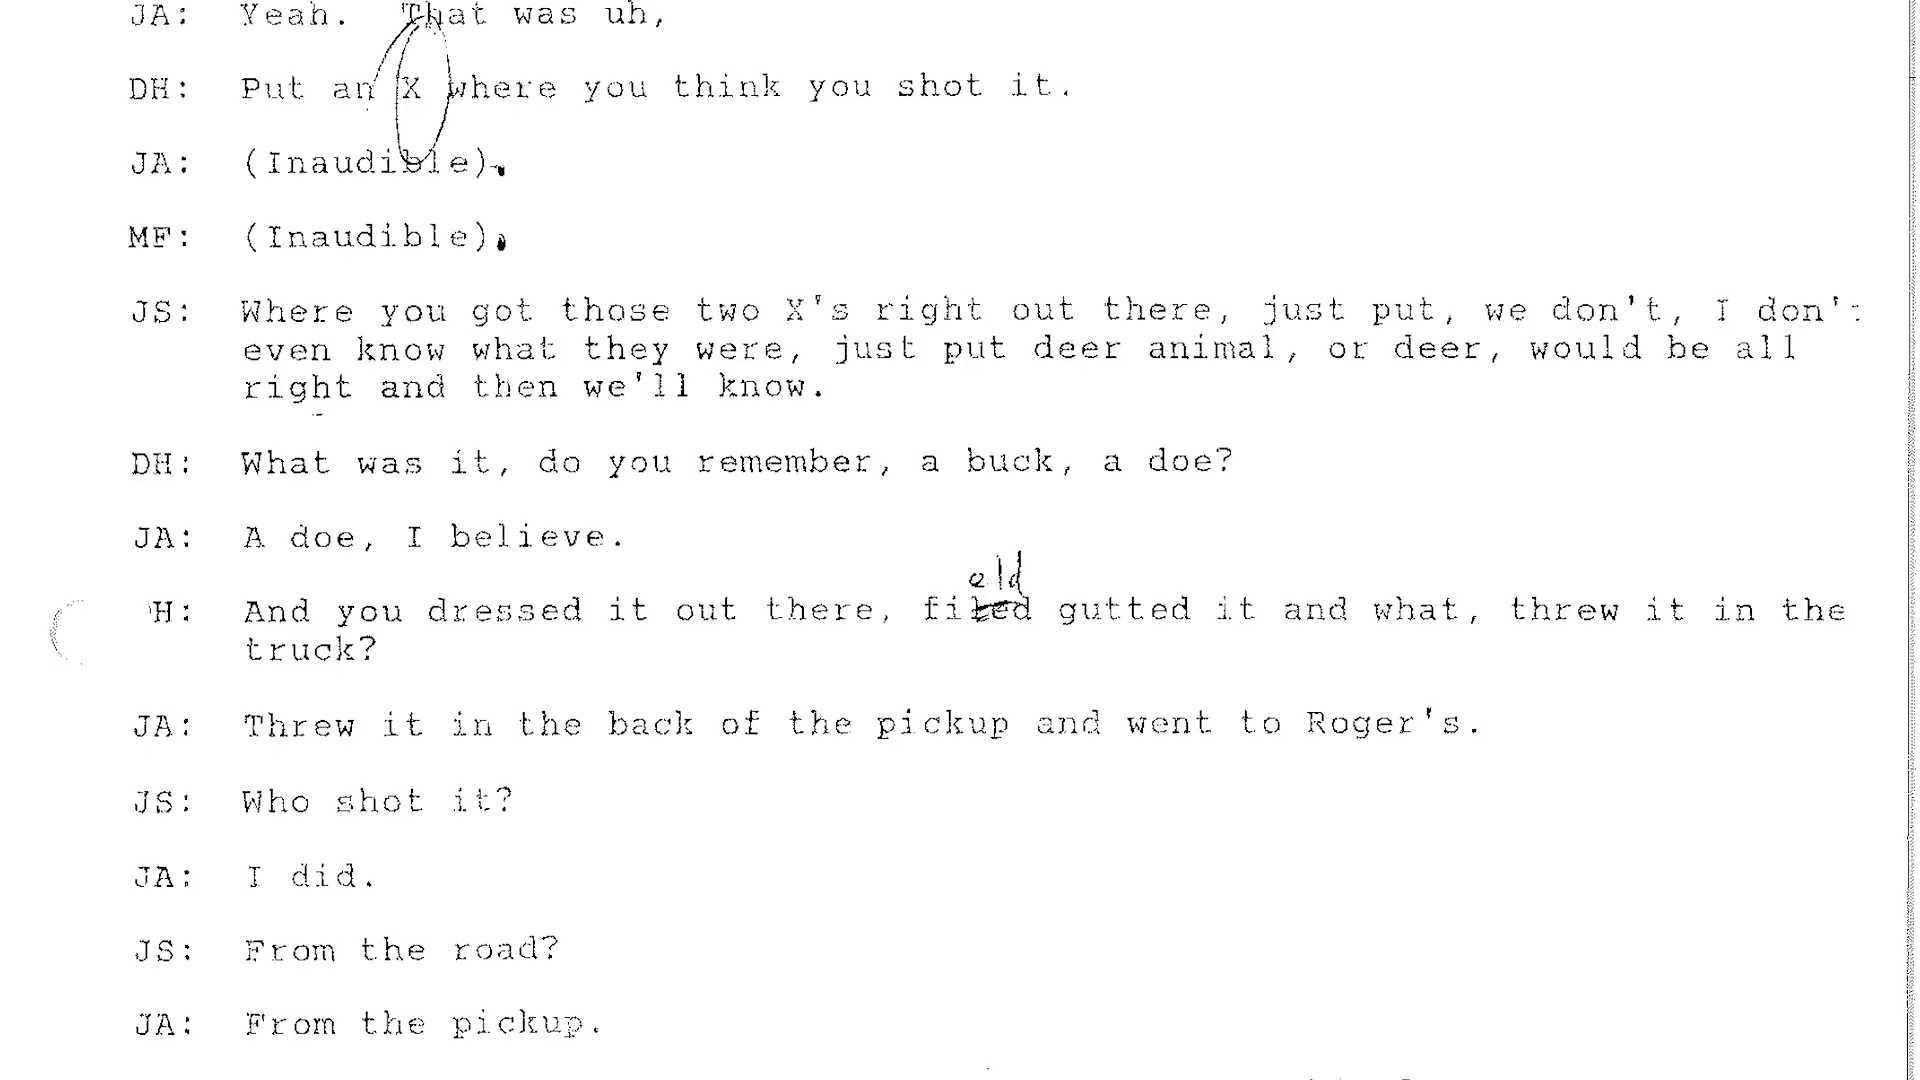 JA: Yeah. That was uh,
DH: Put an X where you think you shot it.
JA: (Inaudible).
MF: (Inaudible).
JS: Where you got those two X's right out there, just put, we don't, I don't
even know what they were, just put deer animal, or deer, would be all
right and then we'll know.
DH: What was it, do you remember, a buck, a doe?
JA: A doe, I believe.
eld
H: And you dressed it out there, filed gutted it and what, threw it in the
truck?
JA: Threw it in the back of the pickup and went to Roger's.
JS: Who shot it?
JA: I did.
JS: From the road?
JA: From the pickup.